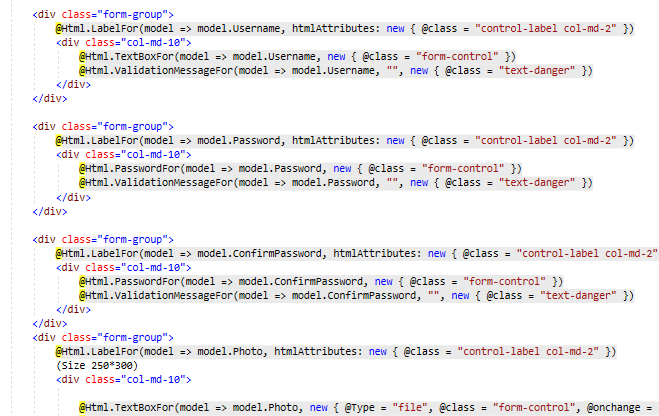 <div class="form-group">
@Html.LabelFor(model => model.Username, htmlAttributes: new { @class = "control-label col-md-2" })
<div class="col-md-10">
@Html.TextBoxFor(model => model.Username, new { @class = "form-control" })
@Html.ValidationMessageFor(model => model.Username, "", new { @class = "text-danger" })
</div>
</div>
<div class="form-group">
@Html.LabelFor(model => model.Password, htmlAttributes: new { @class = "control-label col-md-2" })
<div class="col-md-10">
@Html.PasswordFor(model => model.Password, new { @class = "form-control" })
@Html.ValidationMessageFor(model => model.Password, "", new { @class = "text-danger" })
</div>
</div>
<div class="form-group">
@Html.LabelFor(model => model.ConfirmPassword, htmlAttributes: new { @class = "control-label col-md-2"
<div class="col-md-10">
@Html.PasswordFor(model => model.ConfirmPassword, new { @class = "form-control" })
@Html.ValidationMessageFor(model => model.ConfirmPassword, "", new { @class = "text-danger" })
</div>
</div>
<div class="form-group">
@Html.LabelFor(model => model.Photo, htmlAttributes: new { @class = "control-label col-md-2" })
(Size 250*300)
<div class="col-md-10">
@Html.TextBoxFor(model => model.Photo, new { @Type = "file", @class = "form-control", @onchange =